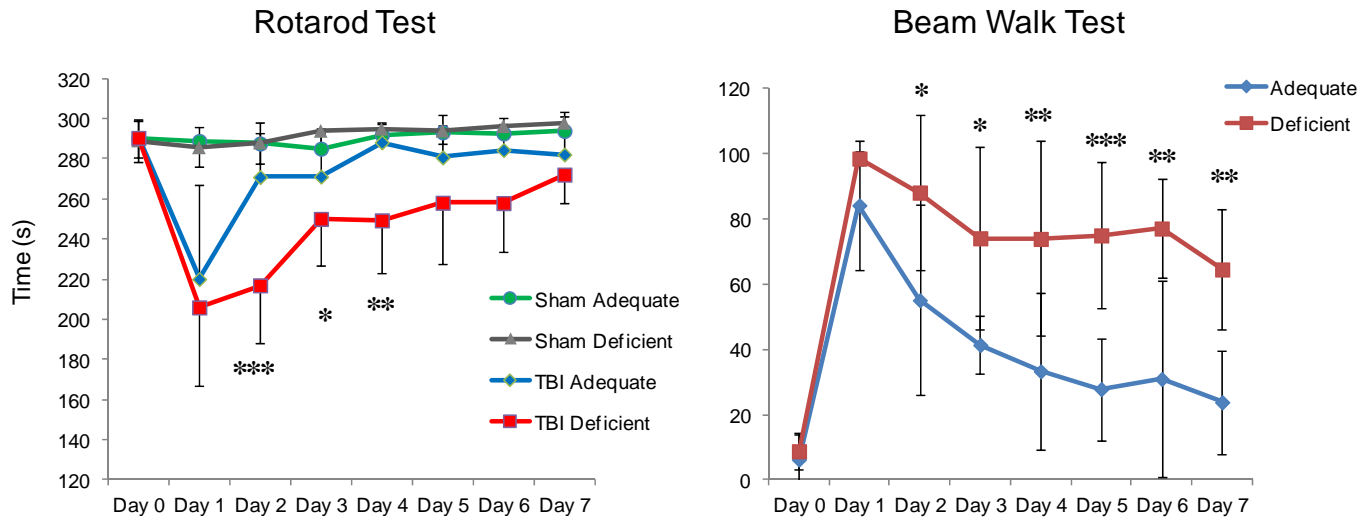 Rotarod Test
Time (s)
320
300
280
260
240
220
200
180
160
140
120
***
*
**
Sham Adequate
Sham Deficient
TBI Adequate
TBI Deficient
Day 0 Day 1 Day 2 Day 3 Day 4 Day 5 Day 6 Day 7
Beam Walk Test
120
100
80
60
40
20
0
*
*
**
***
**
**
Adequate
Deficient
Day 0 Day 1 Day 2 Day 3 Day 4 Day 5 Day 6 Day 7